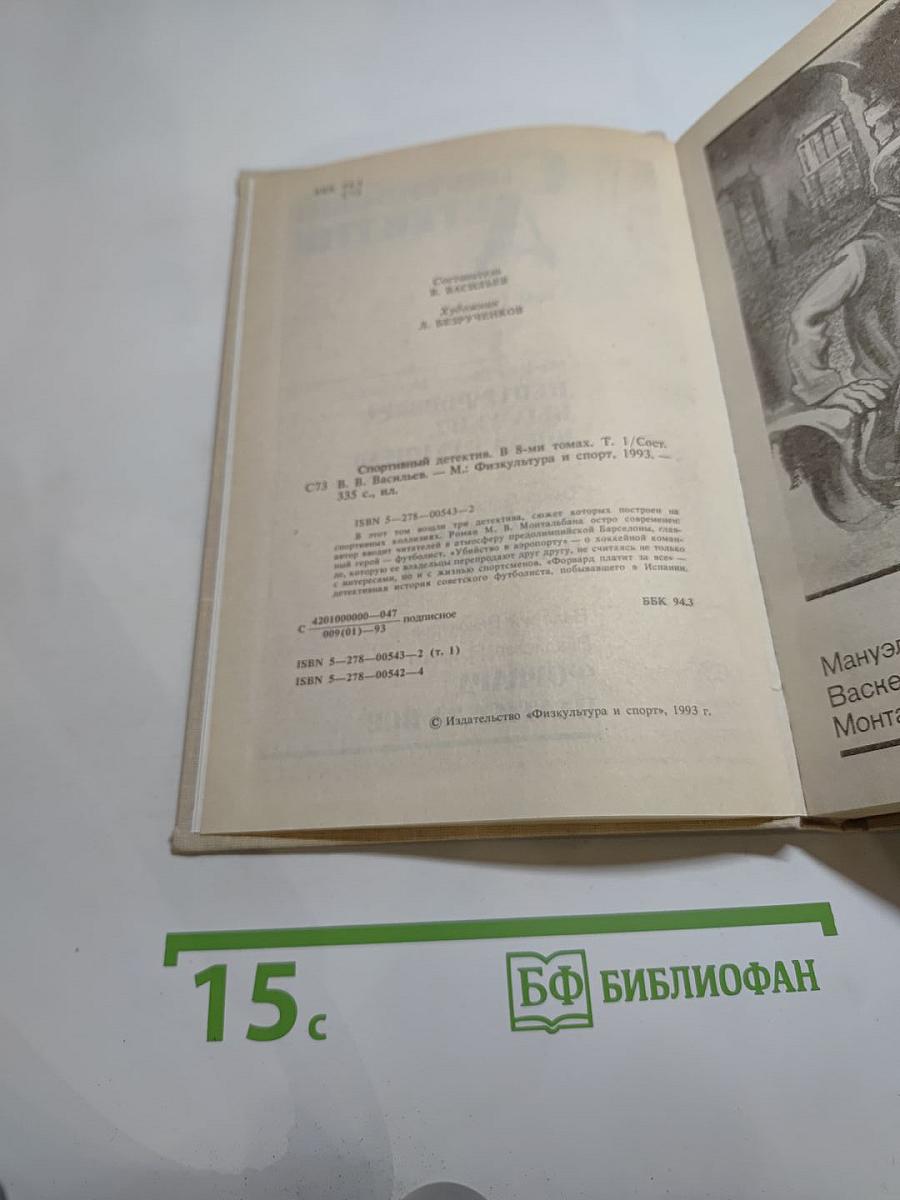 Составитель
В. ВАСИЛЬЕВ
Художник
Л. БЕЗРУЧЕНКОВ
Спортивный детектив. В 8-ми томах. Т. 1/Сост.
С73 В. В. Васильев. — М.: Физкультура и спорт, 1993. —
335 с., ил.
ISBN 5—278—00543—2
В этот том вошли три детектива, сюжет которых построен на
спортивных коллизиях. Роман М. В. Монтальбана остро современен:
автор вводит читателей в атмосферу предолимпийской Барселоны, глав-
ный герой — футболист. «Убийство в аэропорту» — о хоккейной коман-
де, которую ее владельцы перепродают друг другу, не считаясь не только
с интересами, но и с жизнью спортсменов. «Форвард платит за все» —
детективная история советского футболиста, побывавшего в Испании.
С 4201000000—047 подписное
009(01)—93
ББК 94.3
ISBN 5—278—00543—2 (т. 1)
ISBN 5—278—00542—4
© Издательство «Физкультура и спорт», 1993 г.
Мануэл
Васке
Монта
15 с
БФ БИБЛИОФАН